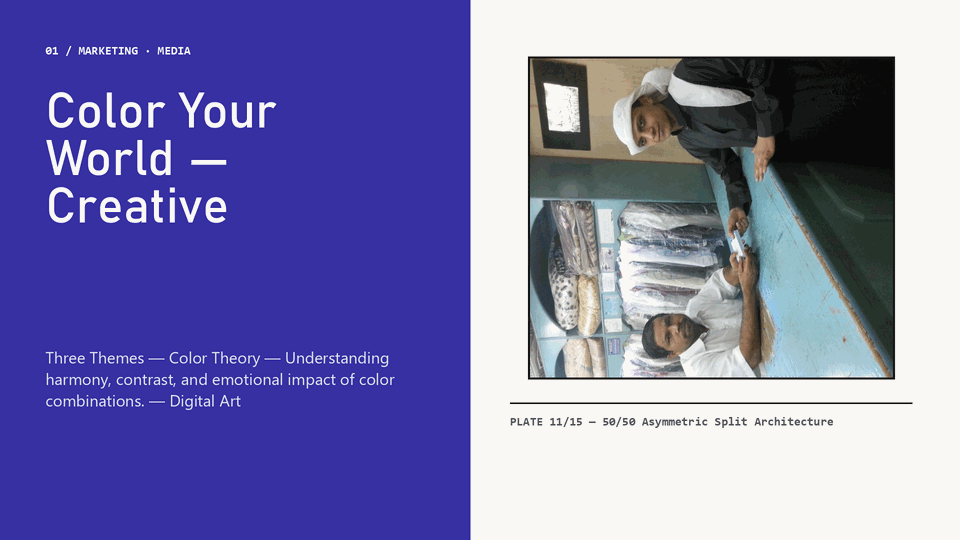 01 / MARKETING · MEDIA
Color Your
World —
Creative
Three Themes — Color Theory — Understanding
harmony, contrast, and emotional impact of color
combinations. — Digital Art
PLATE 11/15 — 50/50 Asymmetric Split Architecture